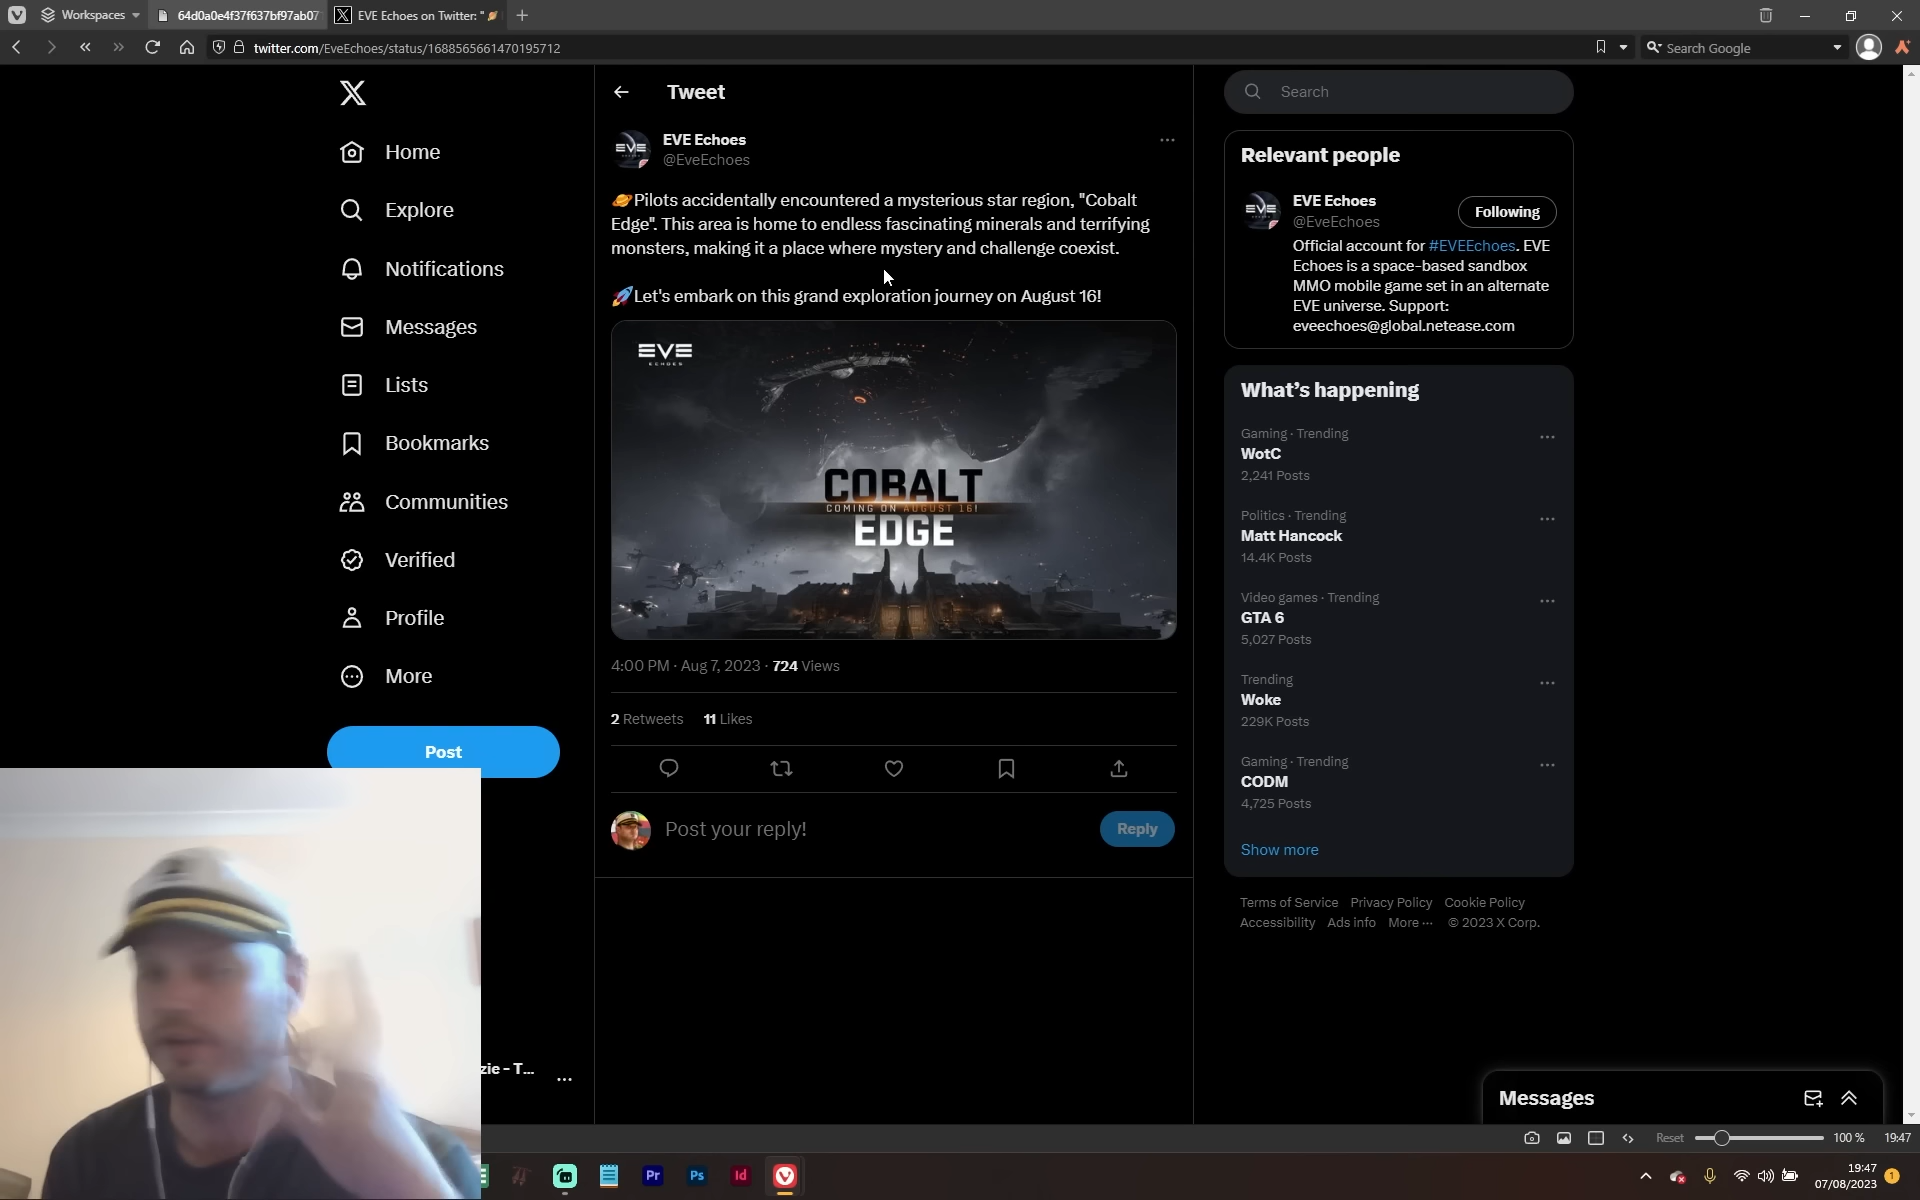 Workspaces
64d0a0e4f37f637bf97ab07
EVE Echoes on Twitter: "
twitter.com/EveEchoes/status/1688565661470195712
Search Google
Home
Explore
Notifications
Messages
Lists
Bookmarks
Communities
Verified
Profile
More
Post
zie - T...
Tweet
EVE Echoes
@EveEchoes
🪐Pilots accidentally encountered a mysterious star region, "Cobalt
Edge". This area is home to endless fascinating minerals and terrifying
monsters, making it a place where mystery and challenge coexist.
🚀Let's embark on this grand exploration journey on August 16!
EVE
ECHOES
COBALT
COMING ON AUGUST 16!
EDGE
4:00 PM · Aug 7, 2023 · 724 Views
2 Retweets 11 Likes
Post your reply!
Reply
Search
Relevant people
EVE Echoes
@EveEchoes
Following
Official account for #EVEEchoes. EVE
Echoes is a space-based sandbox
MMO mobile game set in an alternate
EVE universe. Support:
eveechoes@global.netease.com
What's happening
Gaming · Trending
WotC
2,241 Posts
Politics · Trending
Matt Hancock
14.4K Posts
Video games · Trending
GTA 6
5,027 Posts
Trending
Woke
229K Posts
Gaming · Trending
CODM
4,725 Posts
Show more
Terms of Service Privacy Policy Cookie Policy
Accessibility Ads info More ··· © 2023 X Corp.
Messages
Reset
100 %
19:47
Pr
Ps
Id
19:47
07/08/2023
1